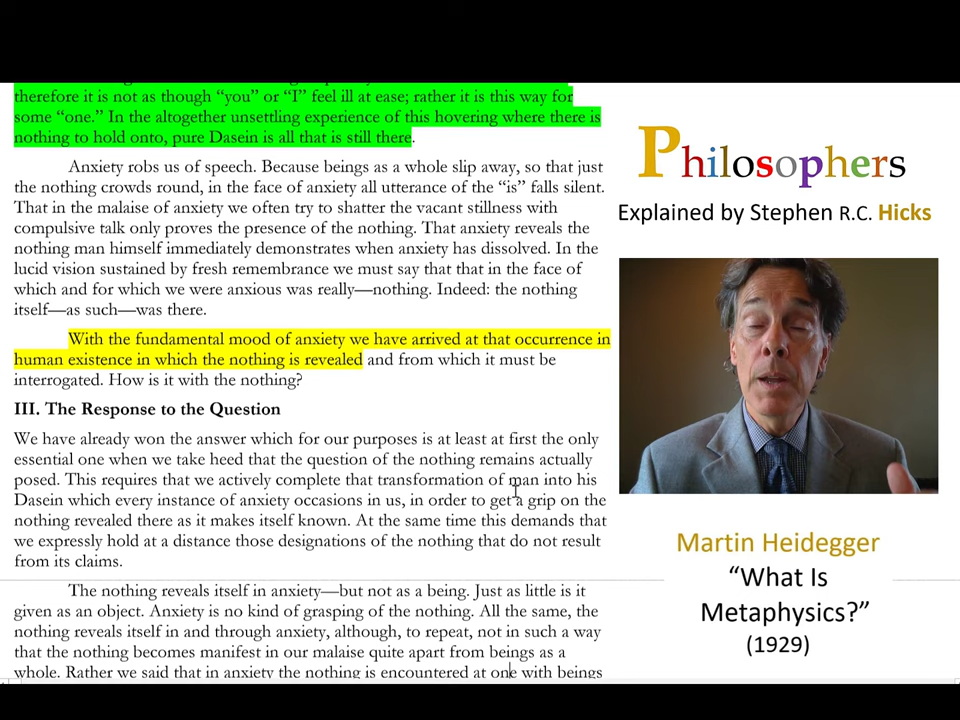 therefore it is not as though “you” or “I” feel ill at ease; rather it is this way for
some “one.” In the altogether unsettling experience of this hovering where there is
nothing to hold onto, pure Dasein is all that is still there.
Anxiety robs us of speech. Because beings as a whole slip away, so that just
the nothing crowds round, in the face of anxiety all utterance of the “is” falls silent.
That in the malaise of anxiety we often try to shatter the vacant stillness with
compulsive talk only proves the presence of the nothing. That anxiety reveals the
nothing man himself immediately demonstrates when anxiety has dissolved. In the
lucid vision sustained by fresh remembrance we must say that that in the face of
which and for which we were anxious was really—nothing. Indeed: the nothing
itself—as such—was there.
With the fundamental mood of anxiety we have arrived at that occurrence in
human existence in which the nothing is revealed and from which it must be
interrogated. How is it with the nothing?
III. The Response to the Question
We have already won the answer which for our purposes is at least at first the only
essential one when we take heed that the question of the nothing remains actually
posed. This requires that we actively complete that transformation of man into his
Dasein which every instance of anxiety occasions in us, in order to get a grip on the
nothing revealed there as it makes itself known. At the same time this demands that
we expressly hold at a distance those designations of the nothing that do not result
from its claims.
The nothing reveals itself in anxiety—but not as a being. Just as little is it
given as an object. Anxiety is no kind of grasping of the nothing. All the same, the
nothing reveals itself in and through anxiety, although, to repeat, not in such a way
that the nothing becomes manifest in our malaise quite apart from beings as a
whole. Rather we said that in anxiety the nothing is encountered at one with beings
Philosophers
Explained by Stephen R.C. Hicks
Martin Heidegger
“What Is
Metaphysics?”
(1929)